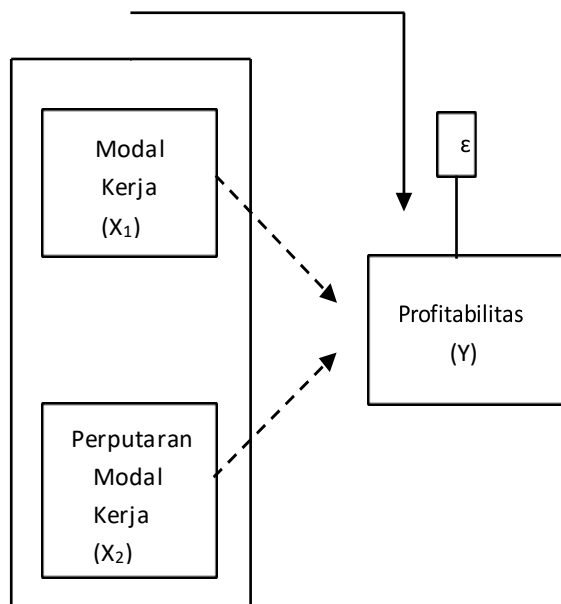 Modal
Kerja
(X₁)
ε
Profitabilitas
(Y)
Perputaran
Modal
Kerja
(X₂)